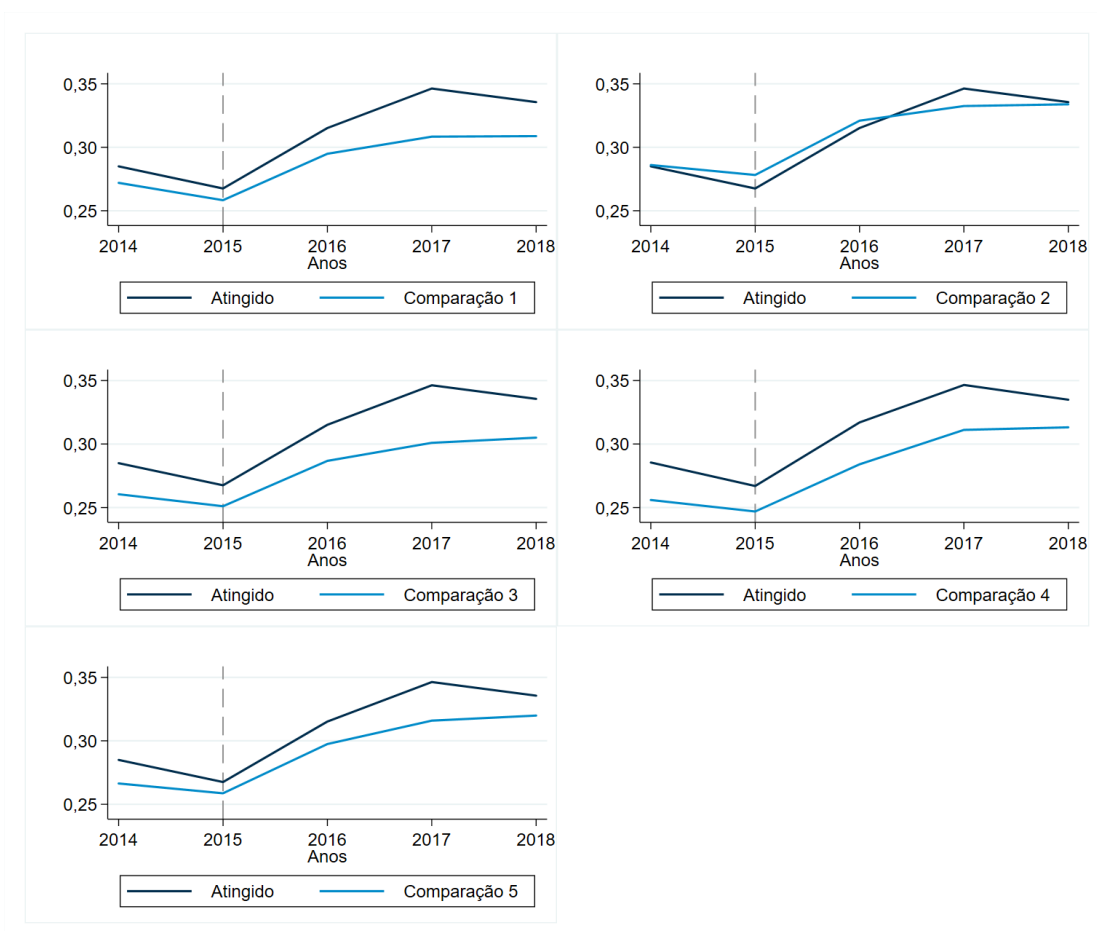 0,35
0,30
0,25
2014 2015 2016 2017 2018
Anos
Atingido Comparação 1
0,35
0,30
0,25
2014 2015 2016 2017 2018
Anos
Atingido Comparação 2
0,35
0,30
0,25
2014 2015 2016 2017 2018
Anos
Atingido Comparação 3
0,35
0,30
0,25
2014 2015 2016 2017 2018
Anos
Atingido Comparação 4
0,35
0,30
0,25
2014 2015 2016 2017 2018
Anos
Atingido Comparação 5